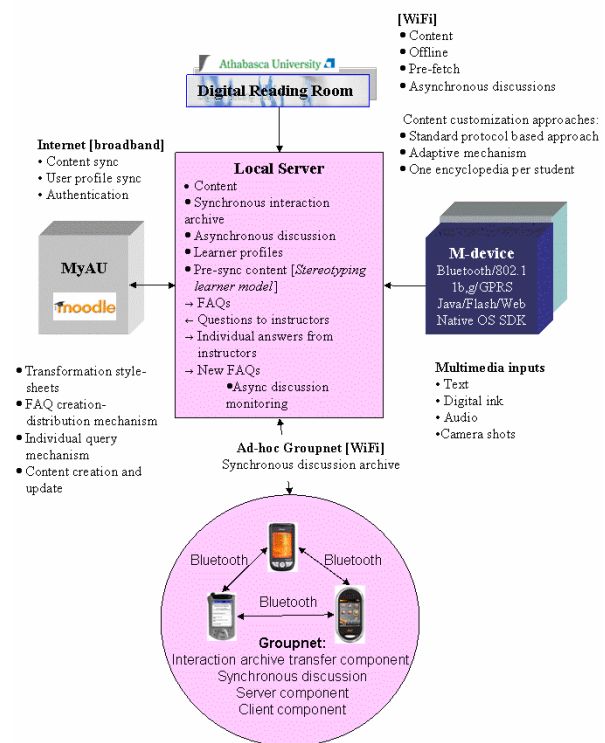 [WiFi]
• Content
• Offline
• Pre-fetch
• Asynchronous discussions
Athabasca University
Digital Reading Room
Content customization approaches:
• Standard protocol based approach
• Adaptive mechanism
• One encyclopedia per student
Internet [broadband]
• Content sync
• User profile sync
• Authentication
Local Server
• Content
• Synchronous interaction
archive
• Asynchronous discussion
• Learner profiles
• Pre-sync content [Stereotyping
learner model]
→ FAQs
← Questions to instructors
→ Individual answers from
instructors
→ New FAQs
• Async discussion
monitoring
MyAU
moodle
M-device
Bluetooth/802.1
1b,g/GPRS
Java/Flash/Web
Native OS SDK
• Transformation style-
sheets
• FAQ creation-
distribution mechanism
• Individual query
mechanism
• Content creation and
update
Multimedia inputs
• Text
• Digital ink
• Audio
• Camera shots
Ad-hoc Groupnet [WiFi]
Synchronous discussion archive
Bluetooth
Bluetooth
Bluetooth
Groupnet:
Interaction archive transfer component
Synchronous discussion
Server component
Client component